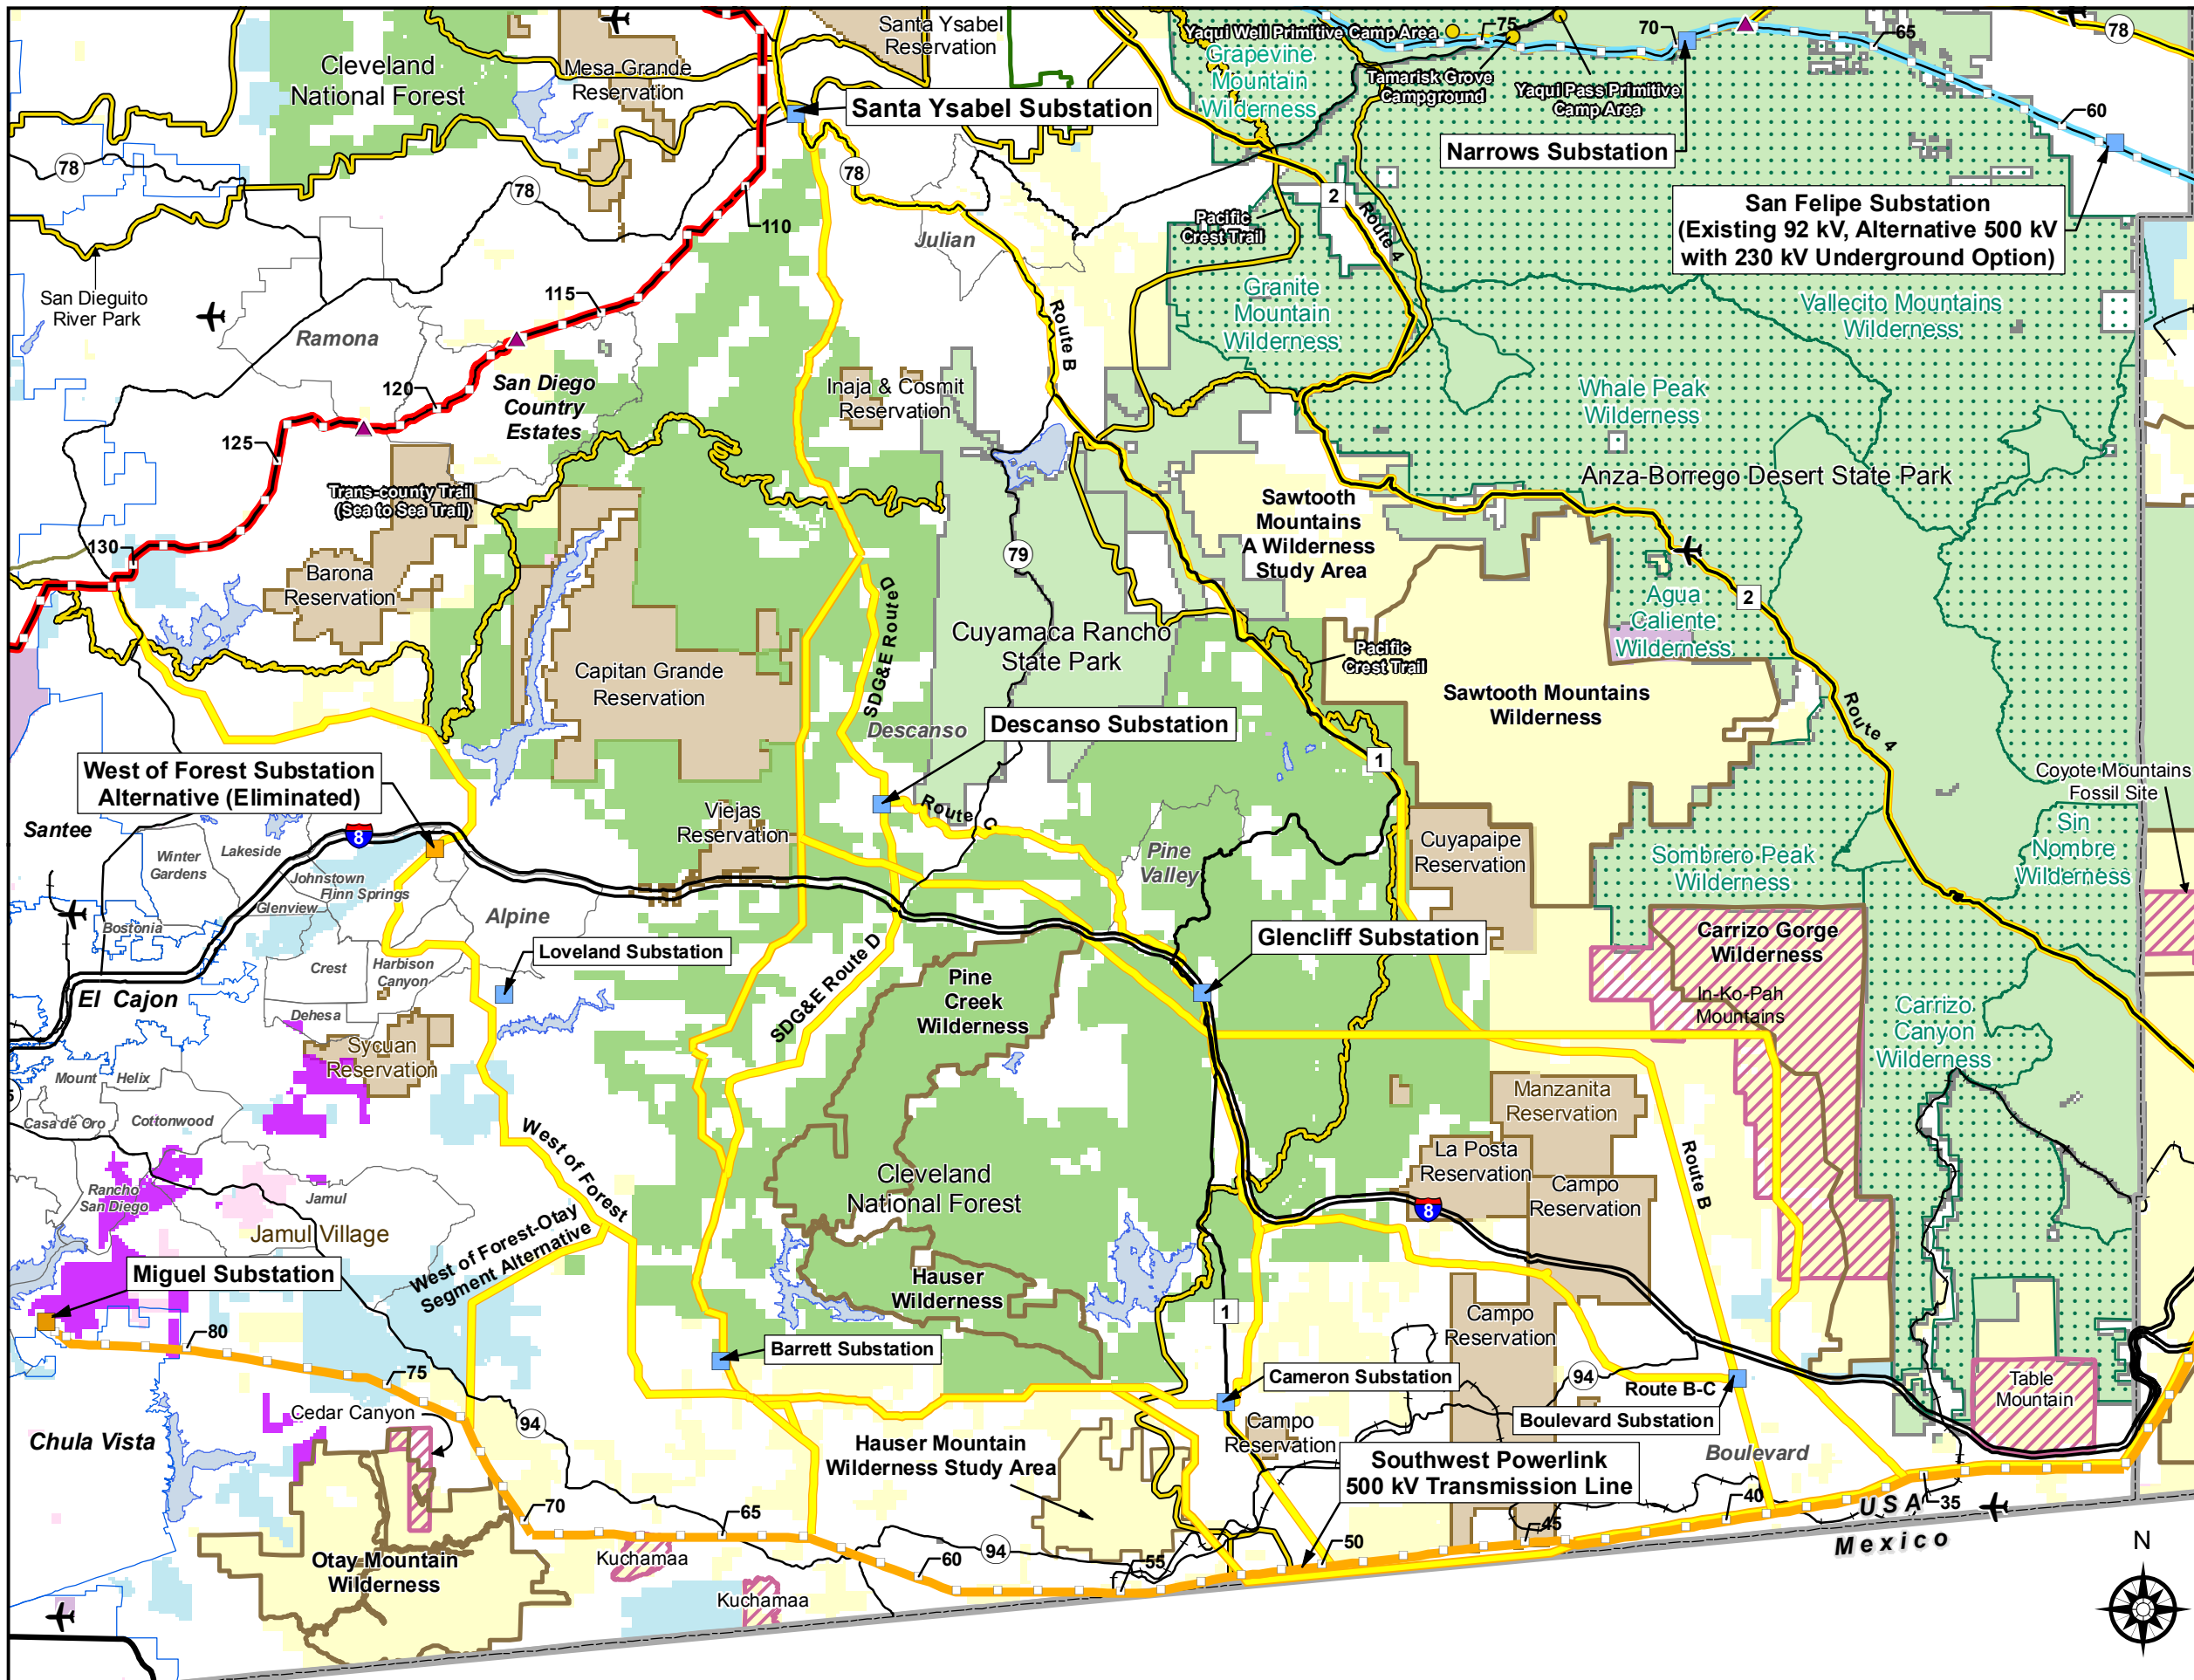 Santa Ysabel
Reservation
Yaqui Well Primitive Camp Area
75
70
65
78
Cleveland
National Forest
Mesa Grande
Reservation
Grapevine
Mountain
Wilderness
Tamarisk Grove
Campground
Yaqui Pass Primitive
Camp Area
Santa Ysabel Substation
60
Narrows Substation
78
78
78
2
San Felipe Substation
(Existing 92 kV, Alternative 500 kV
with 230 kV Underground Option)
110
Pacific
Crest Trail
Route 4
Julian
San Dieguito
River Park
115
Granite
Mountain
Wilderness
Vallecito Mountains
Wilderness
Ramona
Route B
120
San Diego
Country
Estates
Inaja & Cosmit
Reservation
Whale Peak
Wilderness
125
Anza-Borrego Desert State Park
Trans-county Trail
(Sea to Sea Trail)
Sawtooth
Mountains
A Wilderness
Study Area
130
79
Barona
Reservation
SDG&E Route D
Agua
Caliente
Wilderness
2
Cuyamaca Rancho
State Park
Pacific
Crest Trail
Capitan Grande
Reservation
Sawtooth Mountains
Wilderness
Route 4
Descanso
Descanso Substation
1
West of Forest Substation
Alternative (Eliminated)
Coyote Mountains
Fossil Site
Viejas
Reservation
Route C
Santee
8
Winter
Gardens
Lakeside
Pine
Valley
Cuyapaipe
Reservation
Sin
Nombre
Wilderness
Sombrero Peak
Wilderness
Johnstown
Flinn Springs
Glenview
Alpine
Bostonia
Loveland Substation
SDG&E Route D
Glencliff Substation
Carrizo Gorge
Wilderness
Crest
Harbison
Canyon
El Cajon
Pine
Creek
Wilderness
In-Ko-Pah
Mountains
Dehesa
Carrizo
Canyon
Wilderness
Sycuan
Reservation
Mount Helix
Manzanita
Reservation
Casa de Oro
Cottonwood
West of Forest
Route B
La Posta
Reservation
Cleveland
National Forest
Campo
Reservation
Rancho
San Diego
Jamul
8
Jamul Village
West of Forest-Otay
Segment Alternative
Miguel Substation
Hauser
Wilderness
1
Campo
Reservation
80
Barrett Substation
75
Cameron Substation
94
Route B-C
Table
Mountain
Cedar Canyon
94
Campo
Reservation
Boulevard Substation
Chula Vista
Hauser Mountain
Wilderness Study Area
Southwest Powerlink
500 kV Transmission Line
Boulevard
70
65
40
USA
35
45
Mexico
N
Otay Mountain
Wilderness
Kuchamaa
60
94
55
50
Kuchamaa